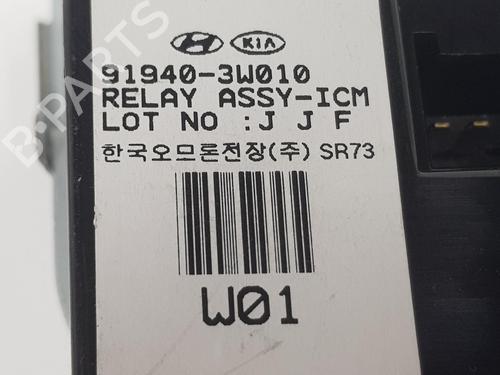 HYUNDAI KIA
91940-3W010
RELAY ASSY-ICM
LOT NO :J J F
한국오므론전장(주) SR73
W01
B-Parts